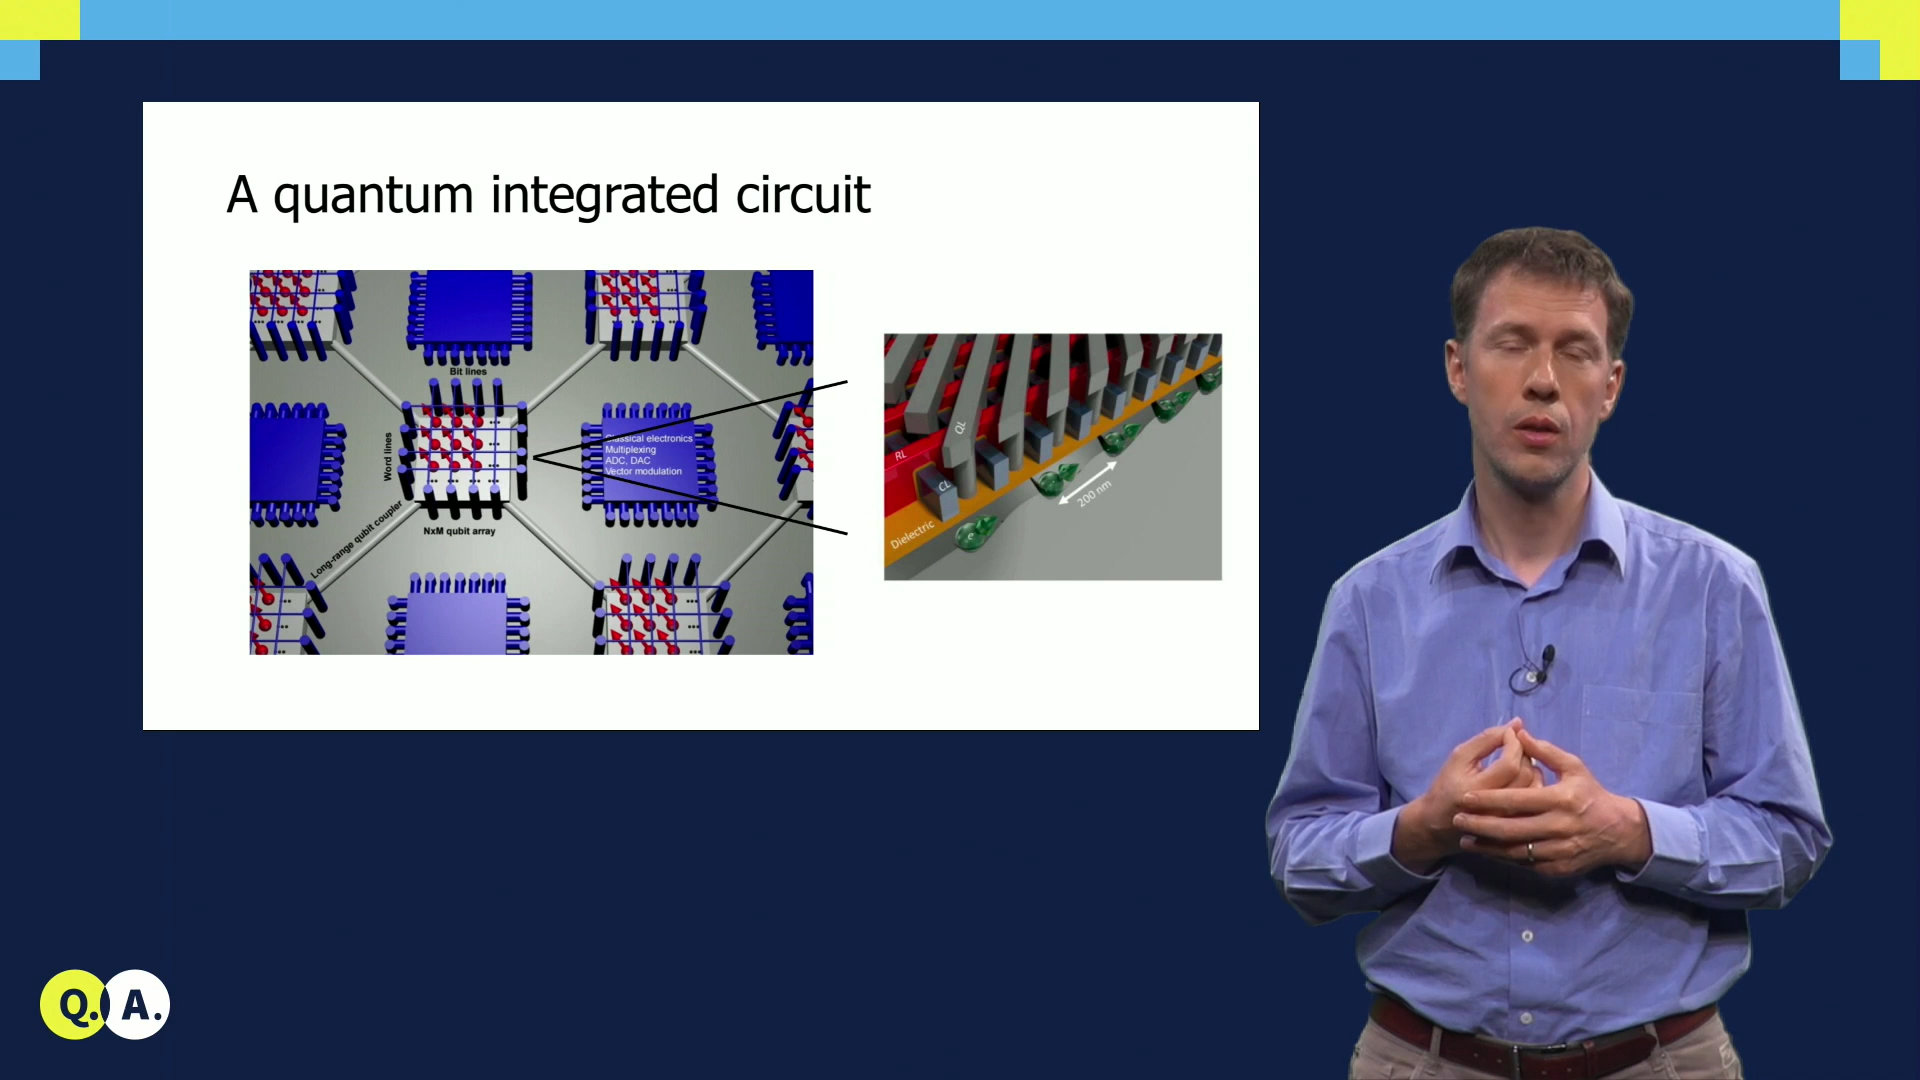 A quantum integrated circuit
Bit lines
Word lines
Classical electronics
Multiplexing
ADC, DAC
Vector modulation
NxM qubit array
Long-range qubit coupler
QL
RL
CL
200 nm
Dielectric
e
Q. A.